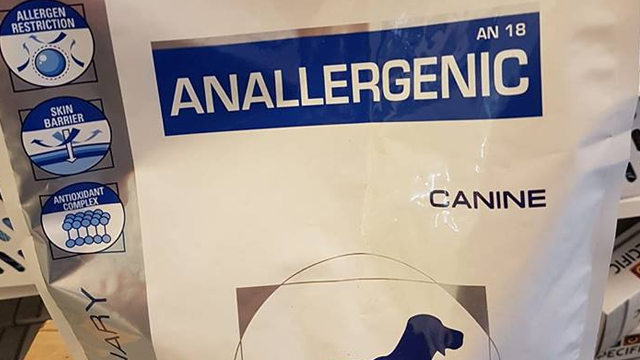 ALLERGEN
RESTRICTION
SKIN
BARRIER
ANTIOXIDANT
COMPLEX
AN 18
ANALLERGENIC
CANINE